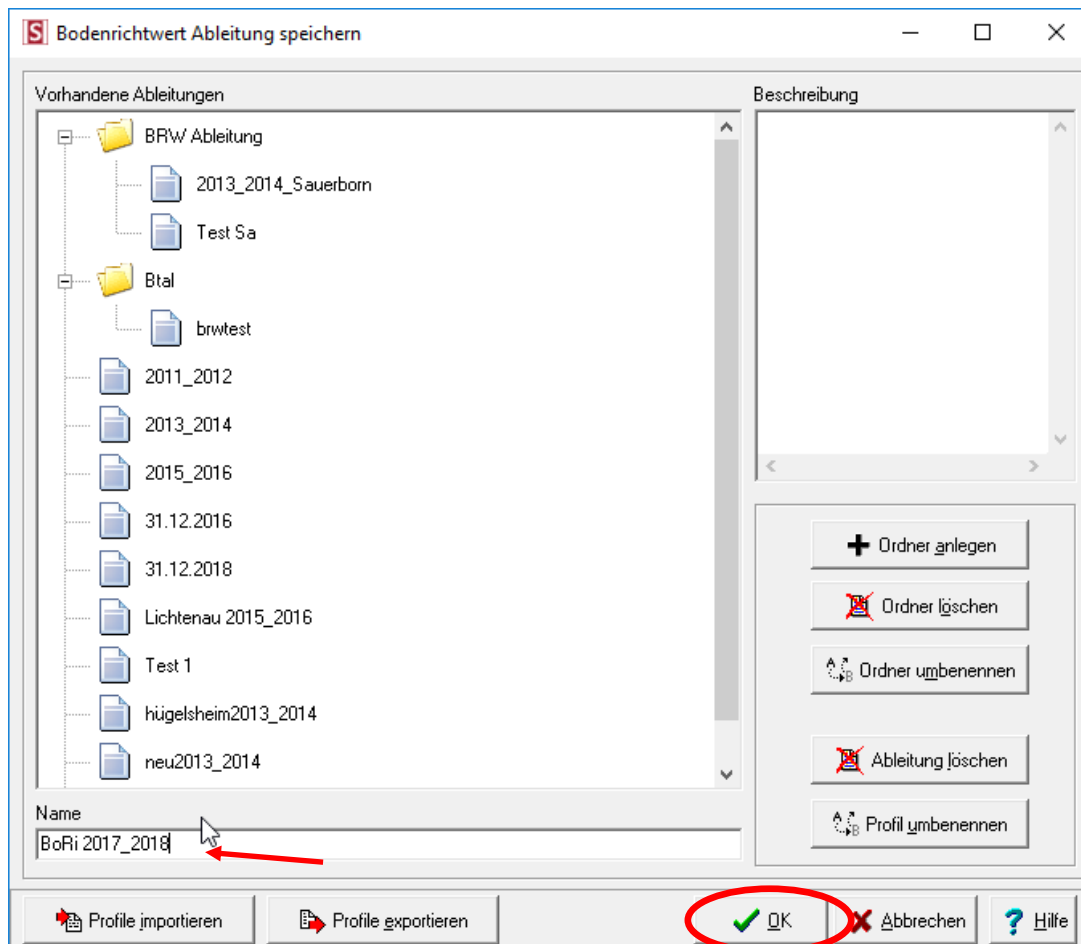 Bodenrichtwert Ableitung speichern
Vorhandene Ableitungen
BRW Ableitung
2013_2014_Sauerborn
Test Sa
Btal
brwtest
2011_2012
2013_2014
2015_2016
31.12.2016
31.12.2018
Lichtenau 2015_2016
Test 1
hügelsheim2013_2014
neu2013_2014
Name
BoRi 2017_2018
Beschreibung
Ordner anlegen
Ordner löschen
Ordner umbenennen
Ableitung löschen
Profil umbenennen
Profile importieren
Profile exportieren
OK
Abbrechen
Hilfe